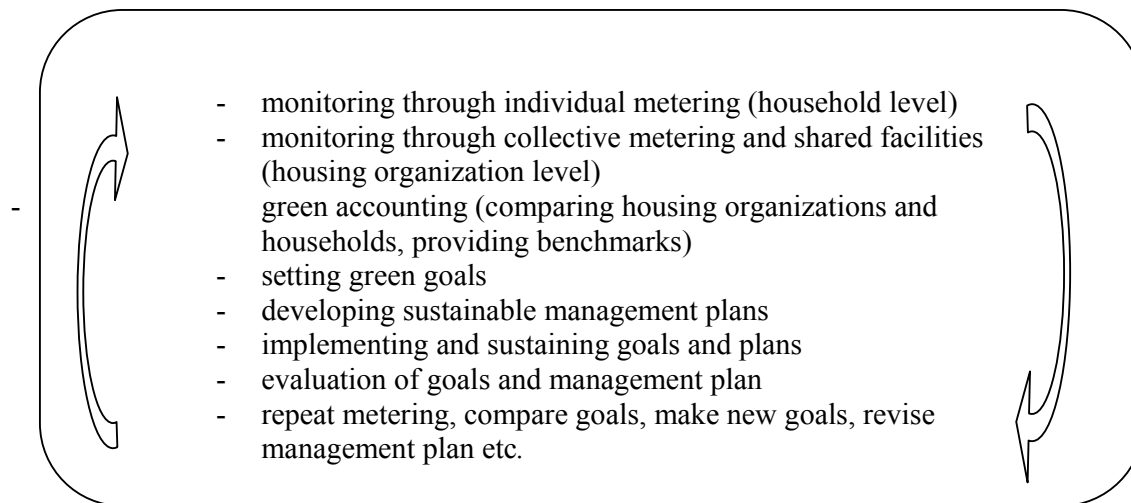 - monitoring through individual metering (household level)
- monitoring through collective metering and shared facilities
(housing organization level)
- green accounting (comparing housing organizations and
households, providing benchmarks)
- setting green goals
- developing sustainable management plans
- implementing and sustaining goals and plans
- evaluation of goals and management plan
- repeat metering, compare goals, make new goals, revise
management plan etc.